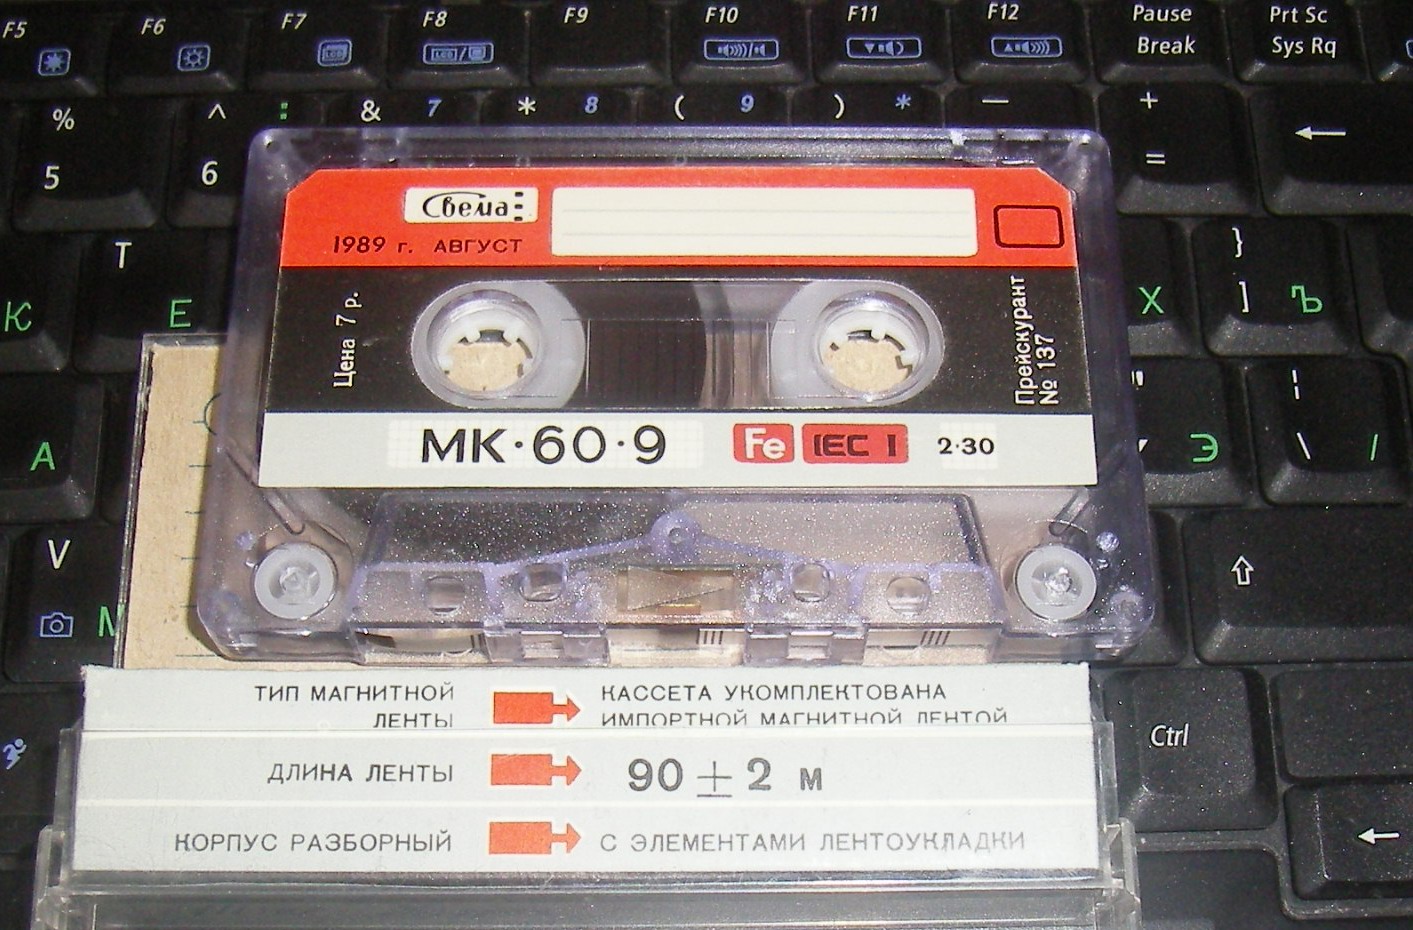 F5 F6 F7 F8 F9 F10 F11 F12 Pause Prt Sc
LCD LCD/ Break Sys Rq
% ^ : & 7 * 8 ( 9 ) * — +
5 6 =
Свема
1989 г. АВГУСТ
T }
К Е Х ] Ъ
Цена 7 р.
Прейскурант
№ 137
МК·60·9 Fe IEC I 2·30
А " Э ¦ \ /
V
М
ТИП МАГНИТНОЙ КАССЕТА УКОМПЛЕКТОВАНА
ЛЕНТЫ ИМПОРТНОЙ МАГНИТНОЙ ЛЕНТОЙ
Ctrl
ДЛИНА ЛЕНТЫ 90 ± 2 м
КОРПУС РАЗБОРНЫЙ С ЭЛЕМЕНТАМИ ЛЕНТОУКЛАДКИ